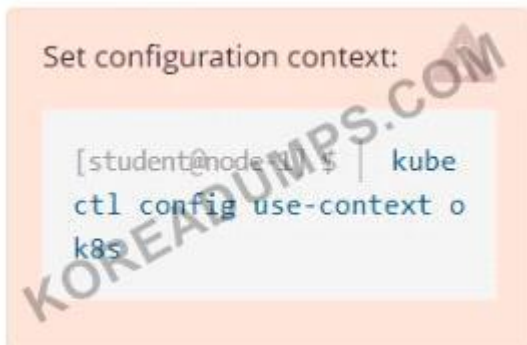 Set configuration context:
[student@node-1] $ | kube
ctl config use-context o
k8s
KOREADUMPS.COM